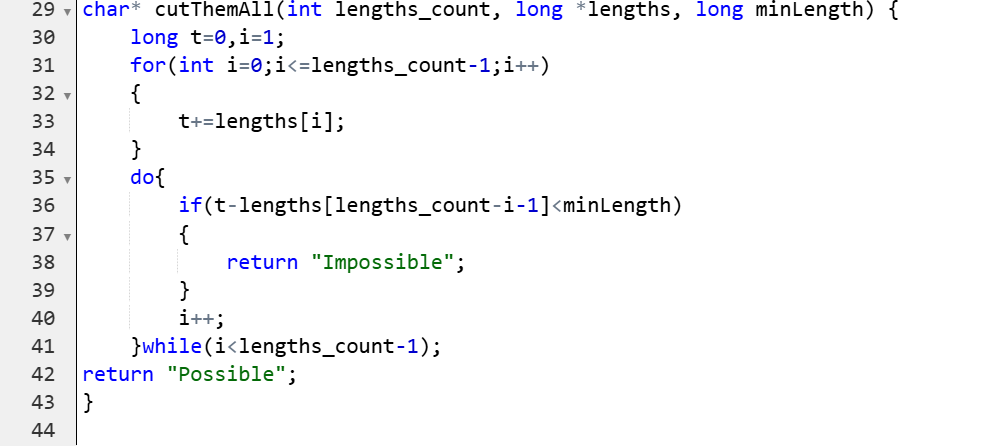 29 char* cutThemAll(int lengths_count, long *lengths, long minLength) {
30     long t=0,i=1;
31     for(int i=0;i<=lengths_count-1;i++)
32     {
33         t+=lengths[i];
34     }
35     do{
36         if(t-lengths[lengths_count-i-1]<minLength)
37         {
38             return "Impossible";
39         }
40         i++;
41     }while(i<lengths_count-1);
42 return "Possible";
43 }
44